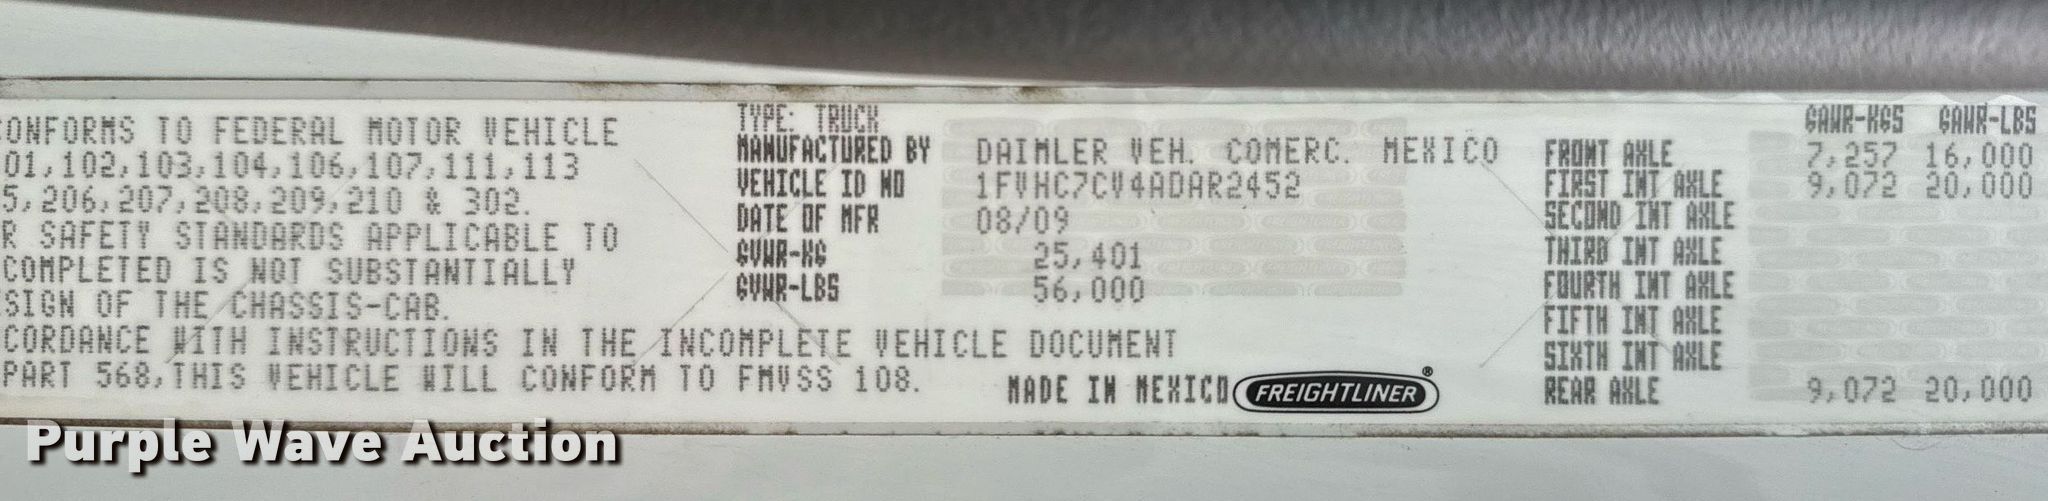 CONFORMS TO FEDERAL MOTOR VEHICLE
01,102,103,104,106,107,111,113
5,206,207,208,209,210 & 302.
R SAFETY STANDARDS APPLICABLE TO
COMPLETED IS NOT SUBSTANTIALLY
SIGN OF THE CHASSIS-CAB.
CORDANCE WITH INSTRUCTIONS IN THE INCOMPLETE VEHICLE DOCUMENT
PART 568,THIS VEHICLE WILL CONFORM TO FMVSS 108.
TYPE: TRUCK
MANUFACTURED BY DAIMLER VEH. COMERC. MEXICO
VEHICLE ID NO 1FVHC7CV4ADAR2452
DATE OF MFR 08/09
GVWR-KG 25,401
GVWR-LBS 56,000
MADE IN MEXICO FREIGHTLINER®
GAWR-KGS GAWR-LBS
FRONT AXLE 7,257 16,000
FIRST INT AXLE 9,072 20,000
SECOND INT AXLE
THIRD INT AXLE
FOURTH INT AXLE
FIFTH INT AXLE
SIXTH INT AXLE
REAR AXLE 9,072 20,000
Purple Wave Auction